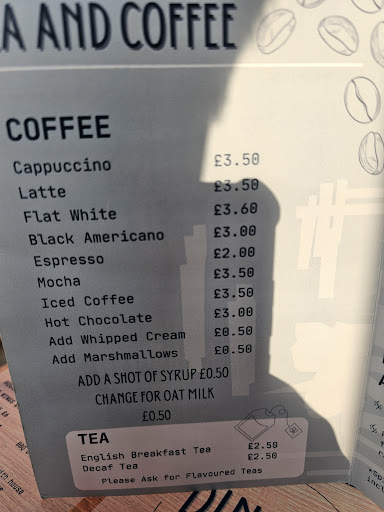 A AND COFFEE
COFFEE
Cappuccino £3.50
Latte £3.50
Flat White £3.60
Black Americano £3.00
Espresso £2.00
Mocha £3.50
Iced Coffee £3.50
Hot Chocolate £3.00
Add Whipped Cream £0.50
Add Marshmallows £0.50
ADD A SHOT OF SYRUP £0.50
CHANGE FOR OAT MILK
£0.50
TEA
English Breakfast Tea £2.50
Decaf Tea £2.50
Please Ask for Flavoured Teas